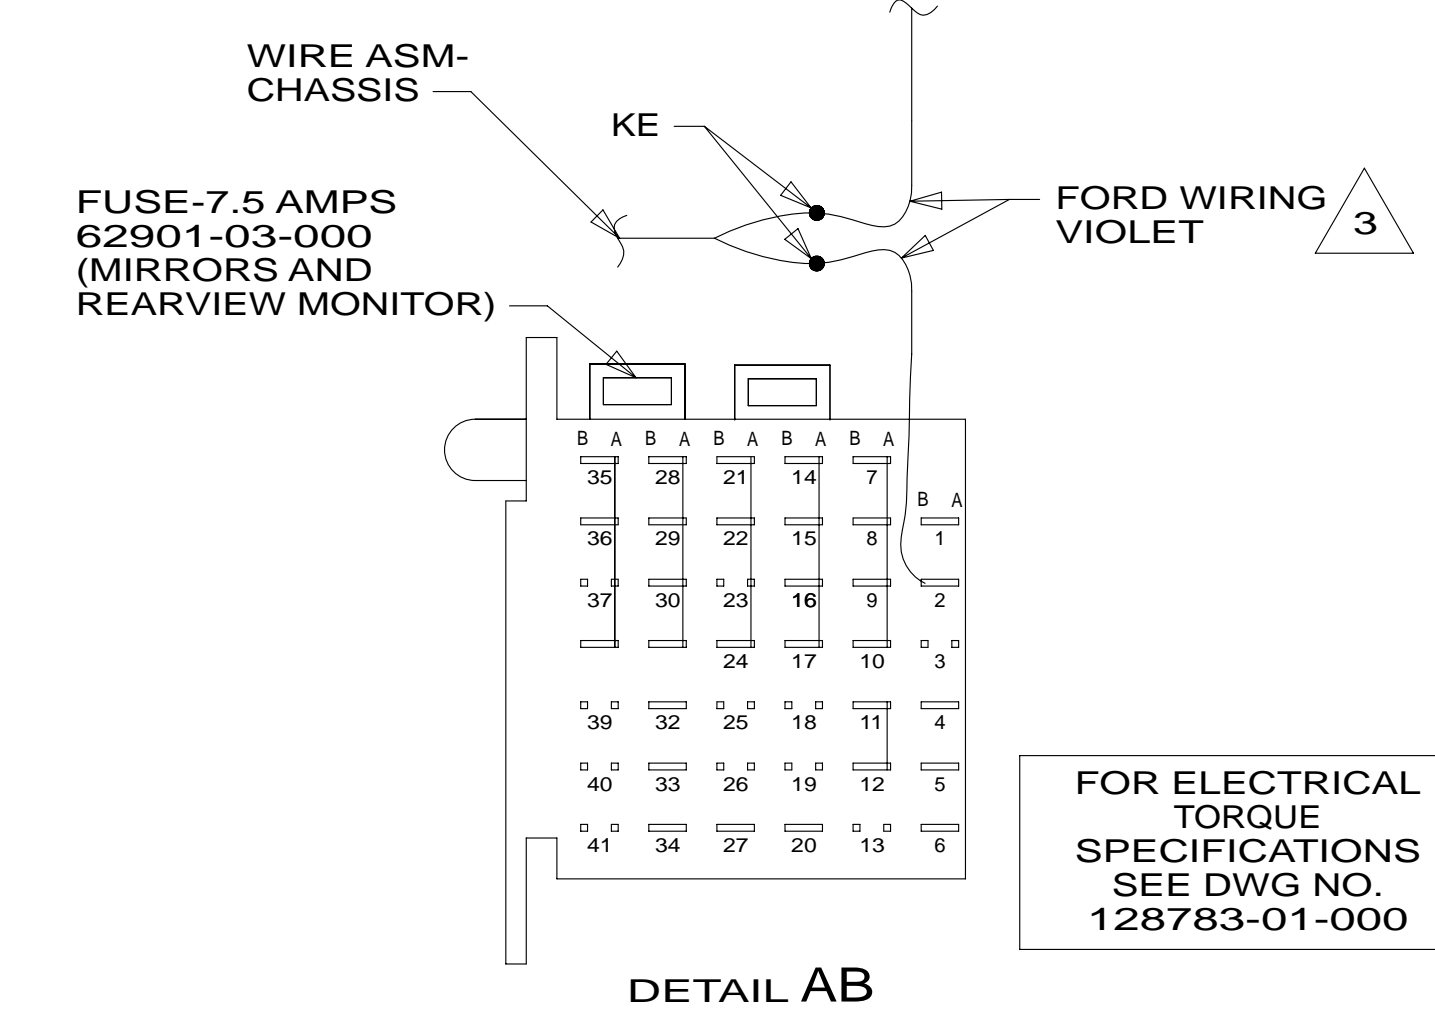 WIRE ASM-
CHASSIS
KE
FUSE-7.5 AMPS
62901-03-000
(MIRRORS AND
REARVIEW MONITOR)
FORD WIRING
VIOLET
3
B A B A B A B A B A
35 28 21 14 7
B A
36 29 22 15 8 1
37 30 23 16 9 2
24 17 10 3
39 32 25 18 11 4
40 33 26 19 12 5
41 34 27 20 13 6
FOR ELECTRICAL
TORQUE
SPECIFICATIONS
SEE DWG NO.
128783-01-000
DETAIL AB